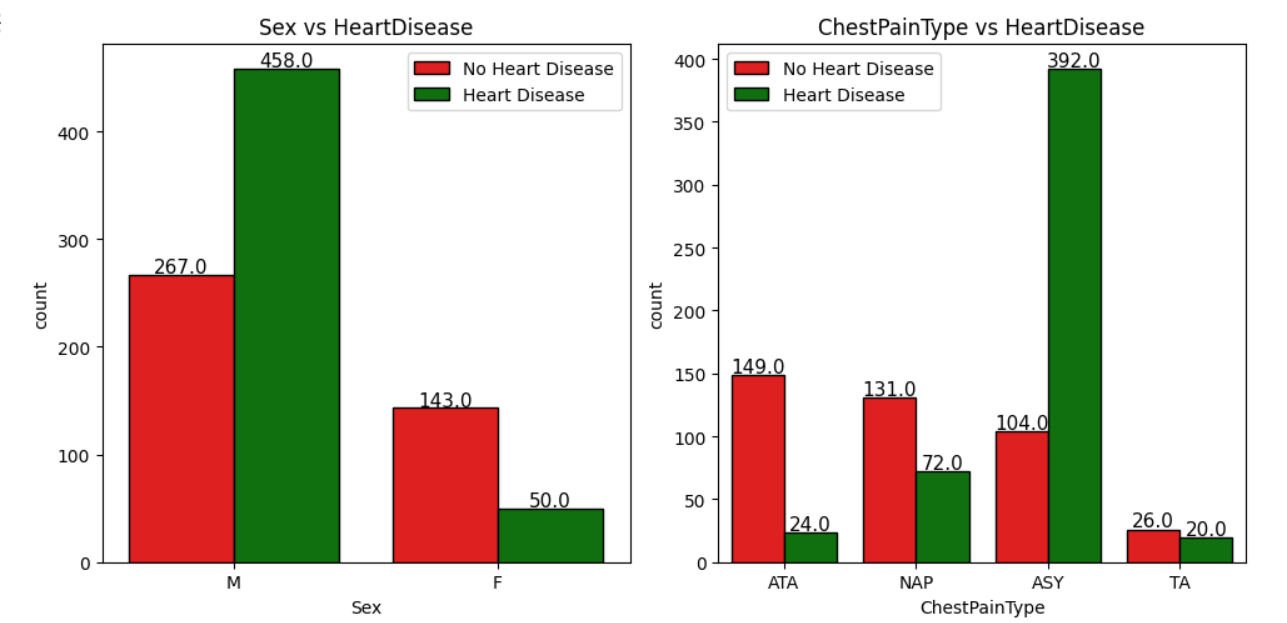 Sex vs HeartDisease
No Heart Disease
Heart Disease
458.0
267.0
143.0
50.0
400
300
200
100
0
count
M
F
Sex
ChestPainType vs HeartDisease
No Heart Disease
Heart Disease
392.0
149.0
131.0
104.0
72.0
24.0
26.0
20.0
400
350
300
250
200
150
100
50
0
count
ATA
NAP
ASY
TA
ChestPainType